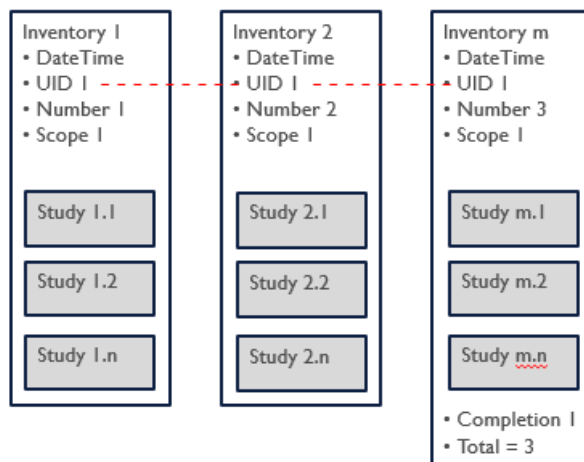 Inventory 1
• DateTime
• UID 1
• Number 1
• Scope 1
Study 1.1
Study 1.2
Study 1.n
Inventory 2
• DateTime
• UID 1
• Number 2
• Scope 1
Study 2.1
Study 2.2
Study 2.n
Inventory m
• DateTime
• UID 1
• Number 3
• Scope 1
Study m.1
Study m.2
Study m.n
• Completion 1
• Total = 3